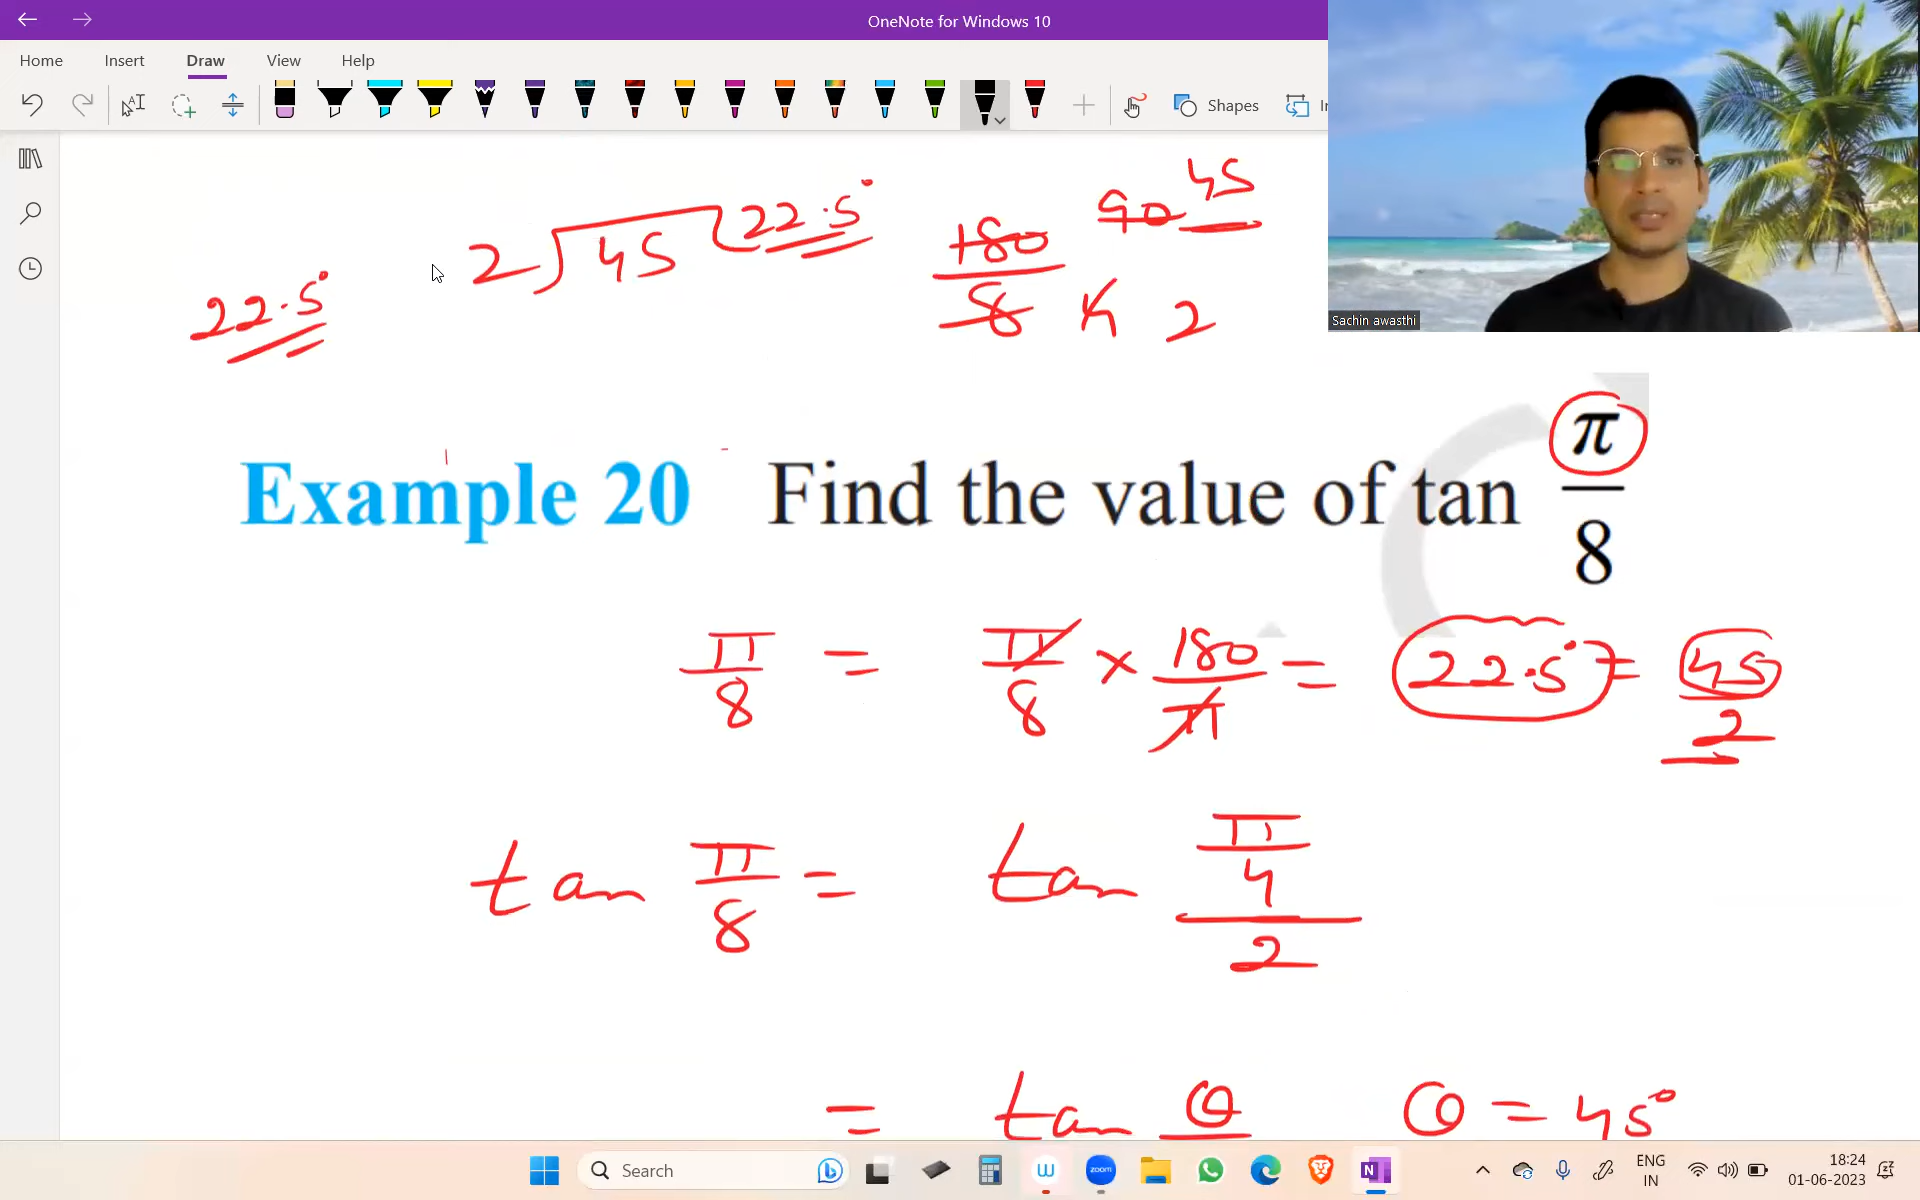 OneNote for Windows 10
Home Insert Draw View Help
Shapes
45
2 45 22.5° 180 90
22.5° 8 4 2
Sachin awasthi
Example 20 Find the value of tan π/8
π/8 = π/8 × 180/π = 22.5° = 45/2
tan π/8 = tan π/4/2
= tan θ θ = 45°
Search
zoom
ENG
IN
18:24
01-06-2023